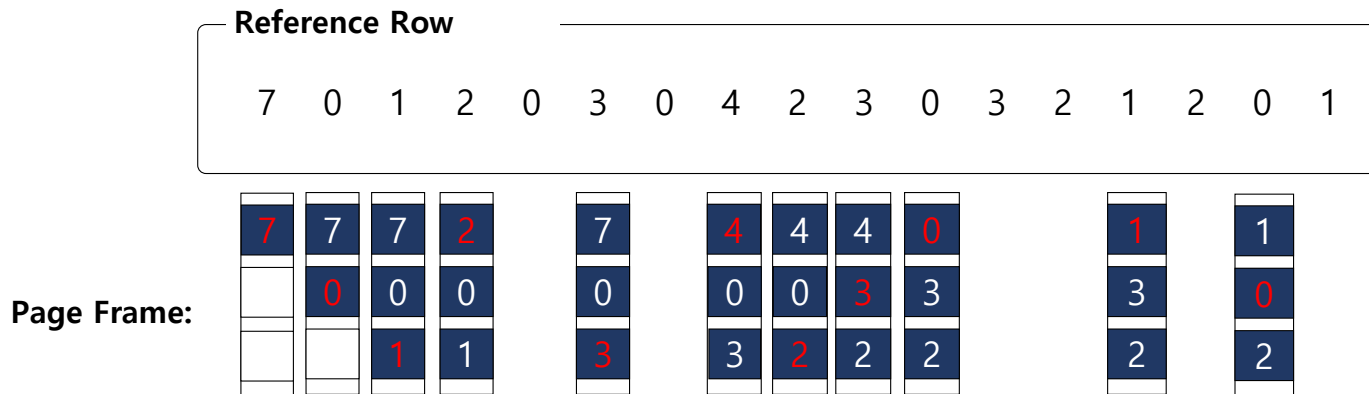 Reference Row
7 0 1 2 0 3 0 4 2 3 0 3 2 1 2 0 1
7 7 7 2 7 4 4 4 0 1 1
0 0 0 0 0 0 3 3 3 0
Page Frame:
1 1 3 3 2 2 2 2 2